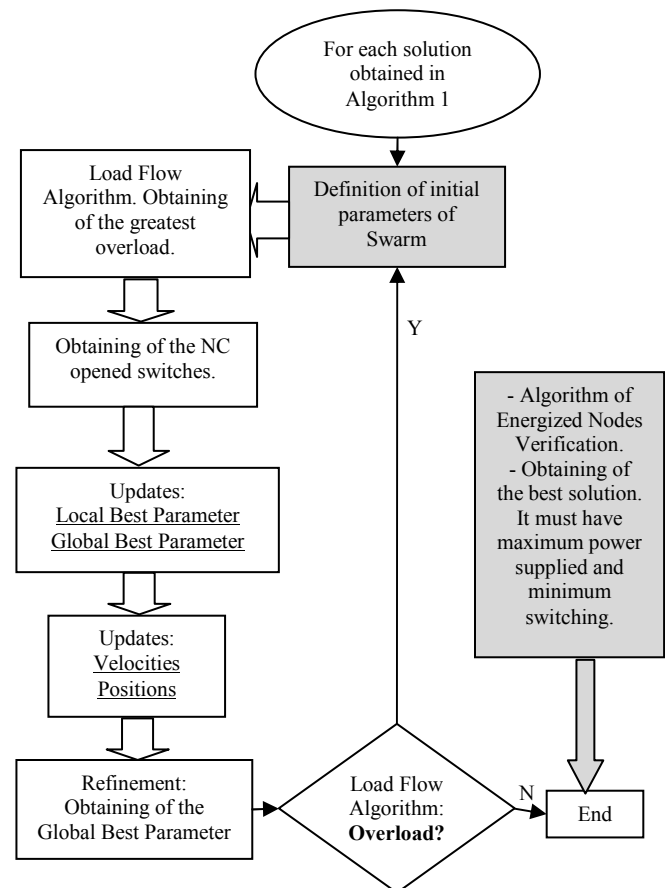 For each solution
obtained in
Algorithm 1
Load Flow
Algorithm. Obtaining
of the greatest
overload.
Definition of initial
parameters of
Swarm
Obtaining of the NC
opened switches.
Y
- Algorithm of
Energized Nodes
Verification.
- Obtaining of
the best solution.
It must have
maximum power
supplied and
minimum
switching.
Updates:
Local Best Parameter
Global Best Parameter
Updates:
Velocities
Positions
Refinement:
Obtaining of the
Global Best Parameter
Load Flow
Algorithm:
Overload?
N
End